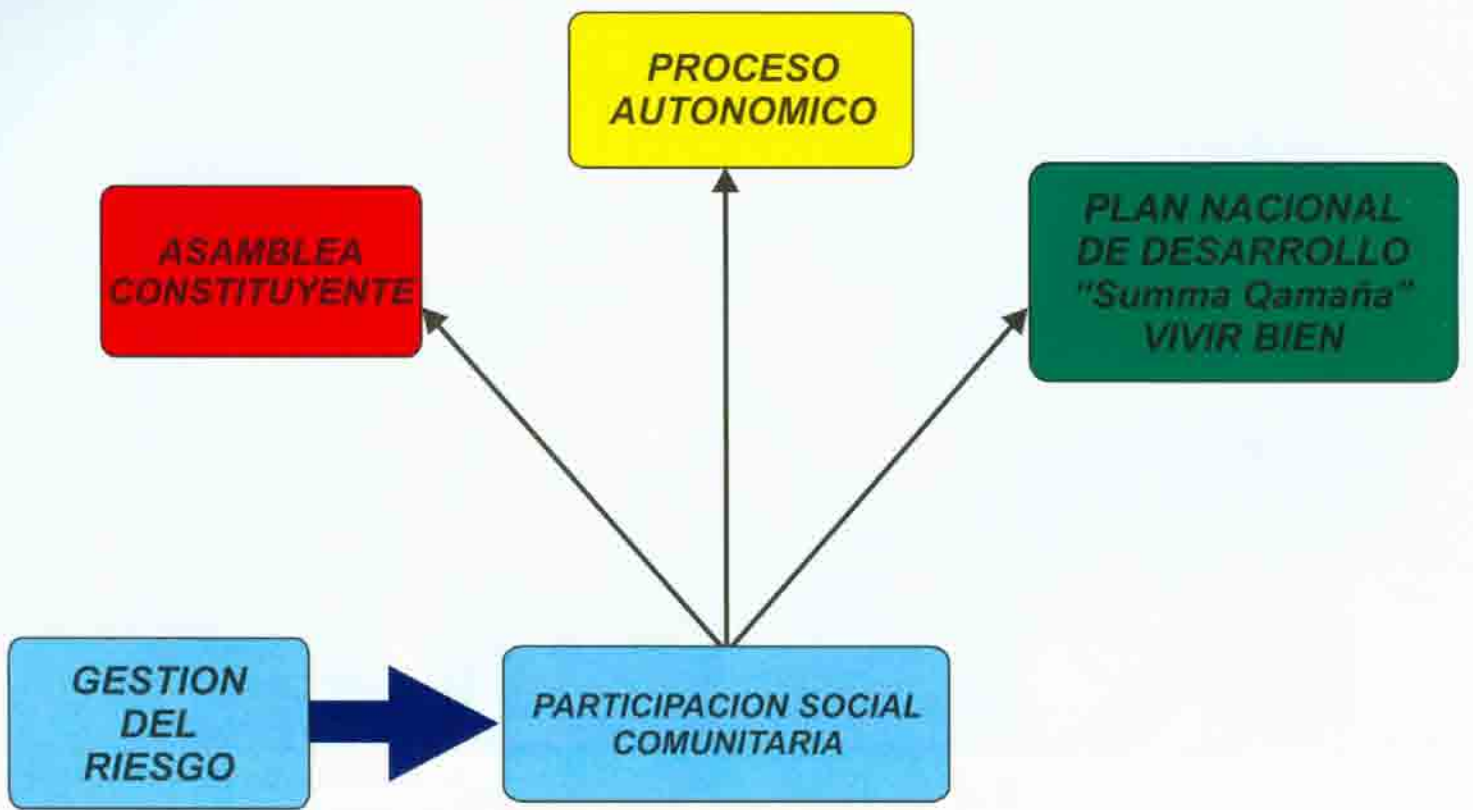 PROCESO
AUTONOMICO
ASAMBLEA
CONSTITUYENTE
PLAN NACIONAL
DE DESARROLLO
"Summa Qamaña"
VIVIR BIEN
GESTION
DEL
RIESGO
PARTICIPACION SOCIAL
COMUNITARIA